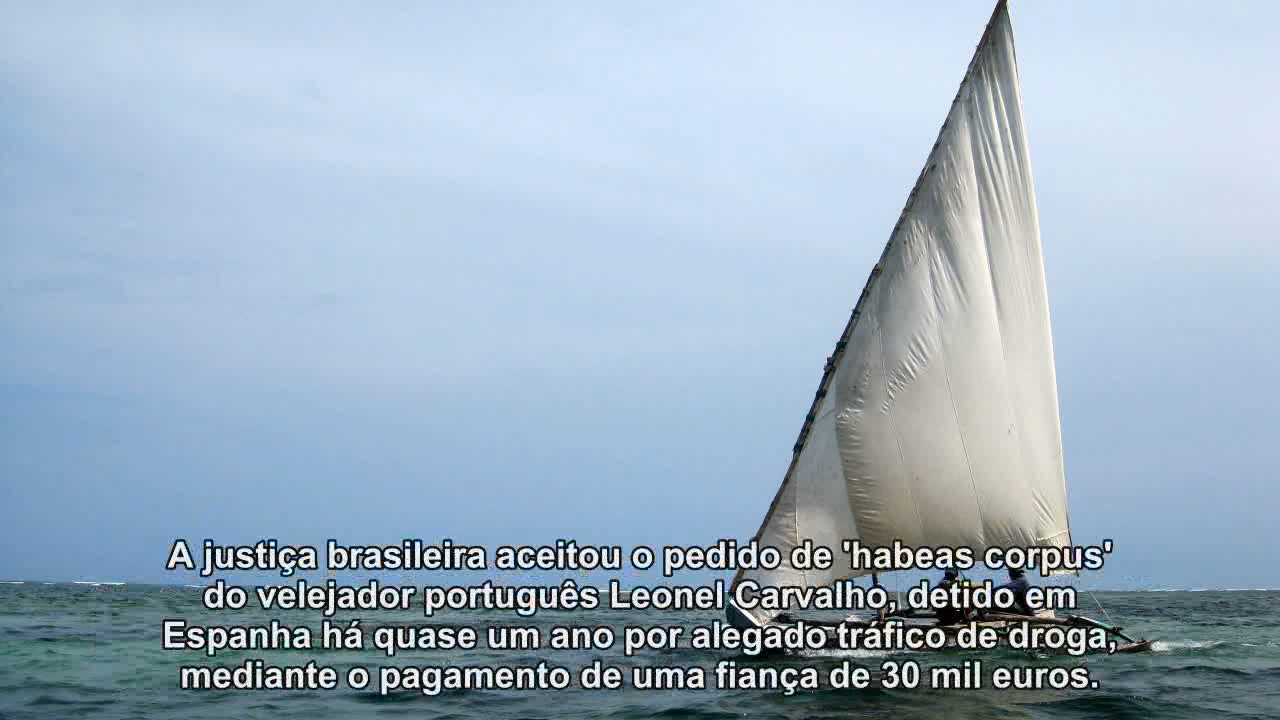 A justiça brasileira aceitou o pedido de 'habeas corpus'
do velejador português Leonel Carvalho, detido em
Espanha há quase um ano por alegado tráfico de droga,
mediante o pagamento de uma fiança de 30 mil euros.